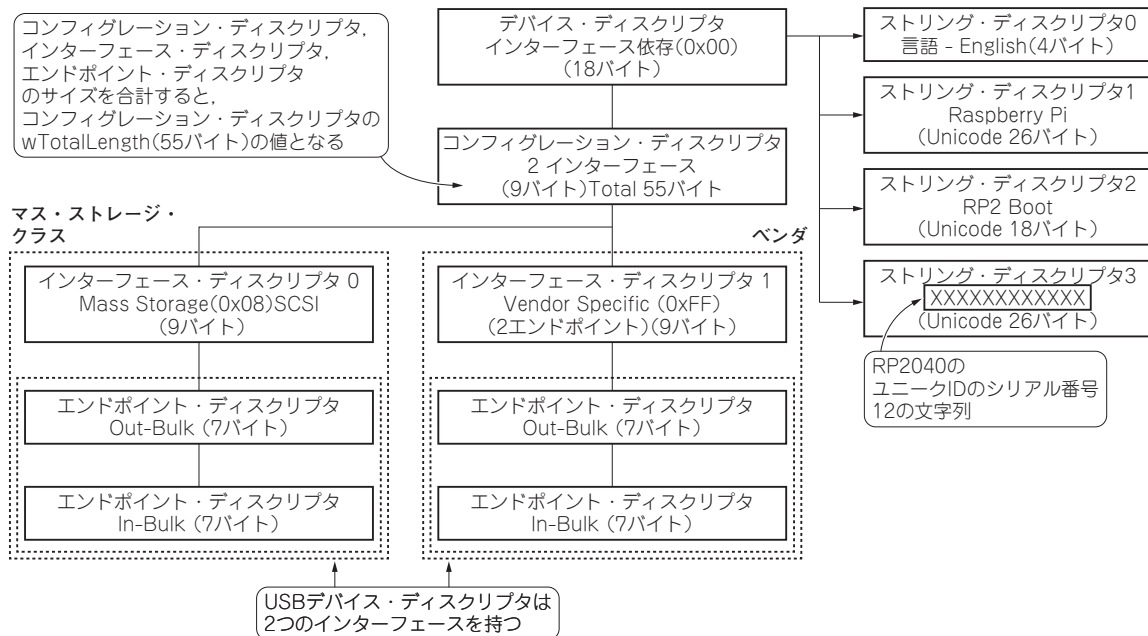 コンフィグレーション・ディスクリプタ,
インターフェース・ディスクリプタ,
エンドポイント・ディスクリプタ
のサイズを合計すると,
コンフィグレーション・ディスクリプタの
wTotalLength(55バイト)の値となる
デバイス・ディスクリプタ
インターフェース依存(0x00)
(18バイト)
コンフィグレーション・ディスクリプタ
2 インターフェース
(9バイト)Total 55バイト
ストリング・ディスクリプタ0
言語 - English(4バイト)
ストリング・ディスクリプタ1
Raspberry Pi
(Unicode 26バイト)
ストリング・ディスクリプタ2
RP2 Boot
(Unicode 18バイト)
ストリング・ディスクリプタ3
XXXXXXXXXXXX
(Unicode 26バイト)
RP2040の
ユニークIDのシリアル番号
12の文字列
マス・ストレージ・
クラス
インターフェース・ディスクリプタ 0
Mass Storage(0x08)SCSI
(9バイト)
エンドポイント・ディスクリプタ
Out-Bulk (7バイト)
エンドポイント・ディスクリプタ
In-Bulk (7バイト)
ベンダ
インターフェース・ディスクリプタ 1
Vendor Specific (0xFF)
(2エンドポイント)(9バイト)
エンドポイント・ディスクリプタ
Out-Bulk (7バイト)
エンドポイント・ディスクリプタ
In-Bulk (7バイト)
USBデバイス・ディスクリプタは
2つのインターフェースを持つ